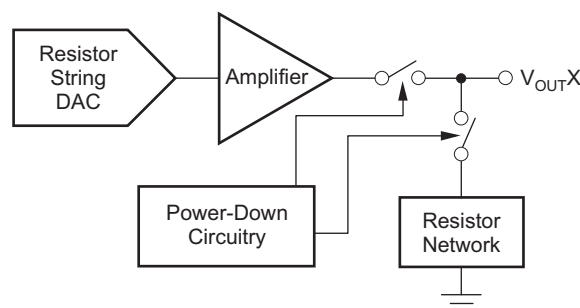 Resistor
String
DAC
Amplifier
V_OUTX
Power-Down
Circuitry
Resistor
Network